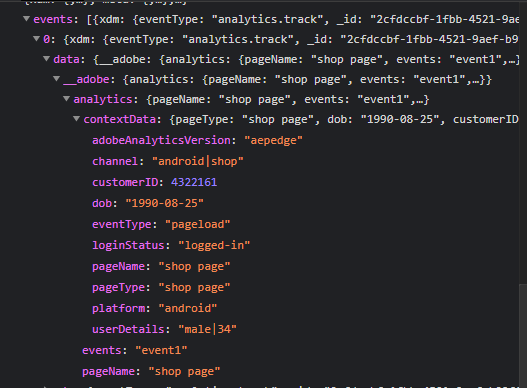 events: [{xdm: {eventType: "analytics.track", _id: "2cfdccbf-1fbb-4521-9ae
0: {xdm: {eventType: "analytics.track", _id: "2cfdccbf-1fbb-4521-9aef-b9
data: {__adobe: {analytics: {pageName: "shop page", events: "event1",…}
__adobe: {analytics: {pageName: "shop page", events: "event1",…}}
analytics: {pageName: "shop page", events: "event1",…}
contextData: {pageType: "shop page", dob: "1990-08-25", customerID
adobeAnalyticsVersion: "aepedge"
channel: "android|shop"
customerID: 4322161
dob: "1990-08-25"
eventType: "pageload"
loginStatus: "logged-in"
pageName: "shop page"
pageType: "shop page"
platform: "android"
userDetails: "male|34"
events: "event1"
pageName: "shop page"